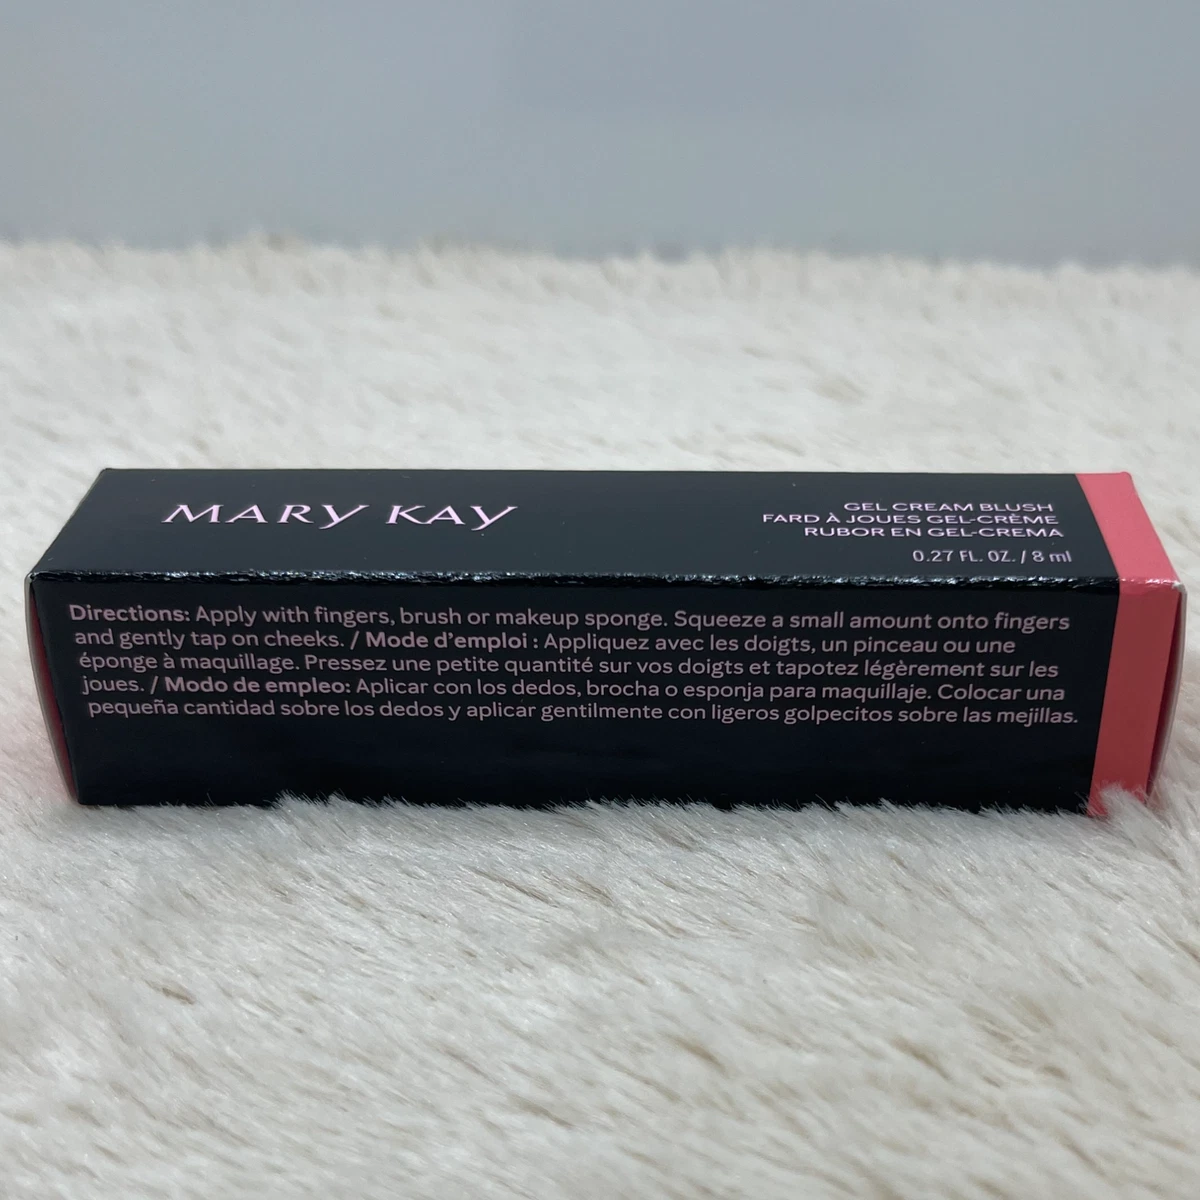 MARY KAY
GEL CREAM BLUSH
FARD À JOUES GEL-CRÈME
RUBOR EN GEL-CREMA
0.27 FL. OZ. / 8 ml
Directions: Apply with fingers, brush or makeup sponge. Squeeze a small amount onto fingers
and gently tap on cheeks. / Mode d'emploi : Appliquez avec les doigts, un pinceau ou une
éponge à maquillage. Pressez une petite quantité sur vos doigts et tapotez légèrement sur les
joues. / Modo de empleo: Aplicar con los dedos, brocha o esponja para maquillaje. Colocar una
pequeña cantidad sobre los dedos y aplicar gentilmente con ligeros golpecitos sobre las mejillas.